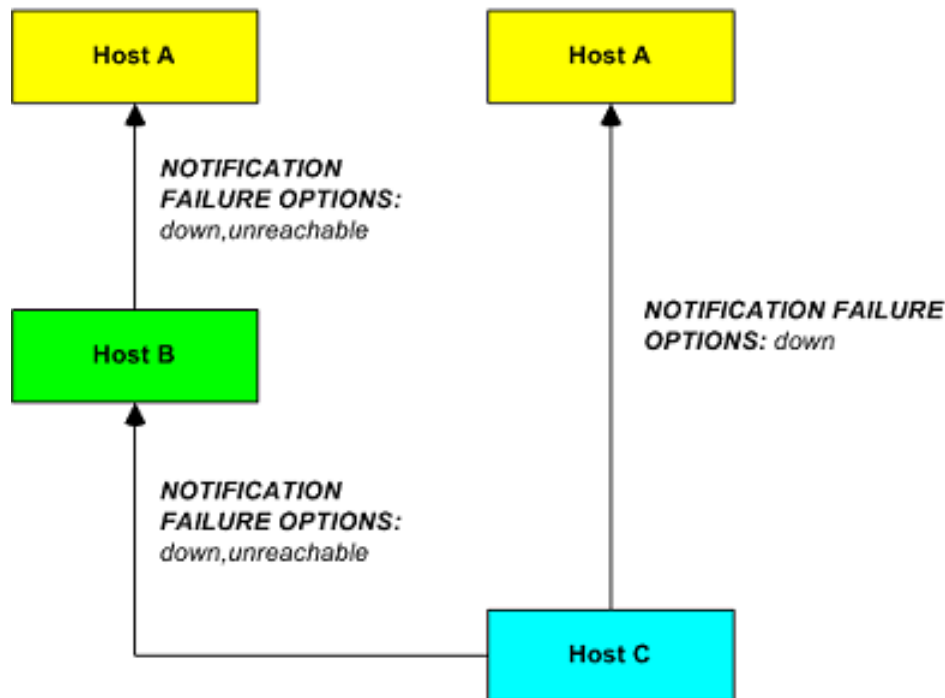 Host A
Host A
NOTIFICATION
FAILURE OPTIONS:
down,unreachable
NOTIFICATION FAILURE
OPTIONS: down
Host B
NOTIFICATION
FAILURE OPTIONS:
down,unreachable
Host C